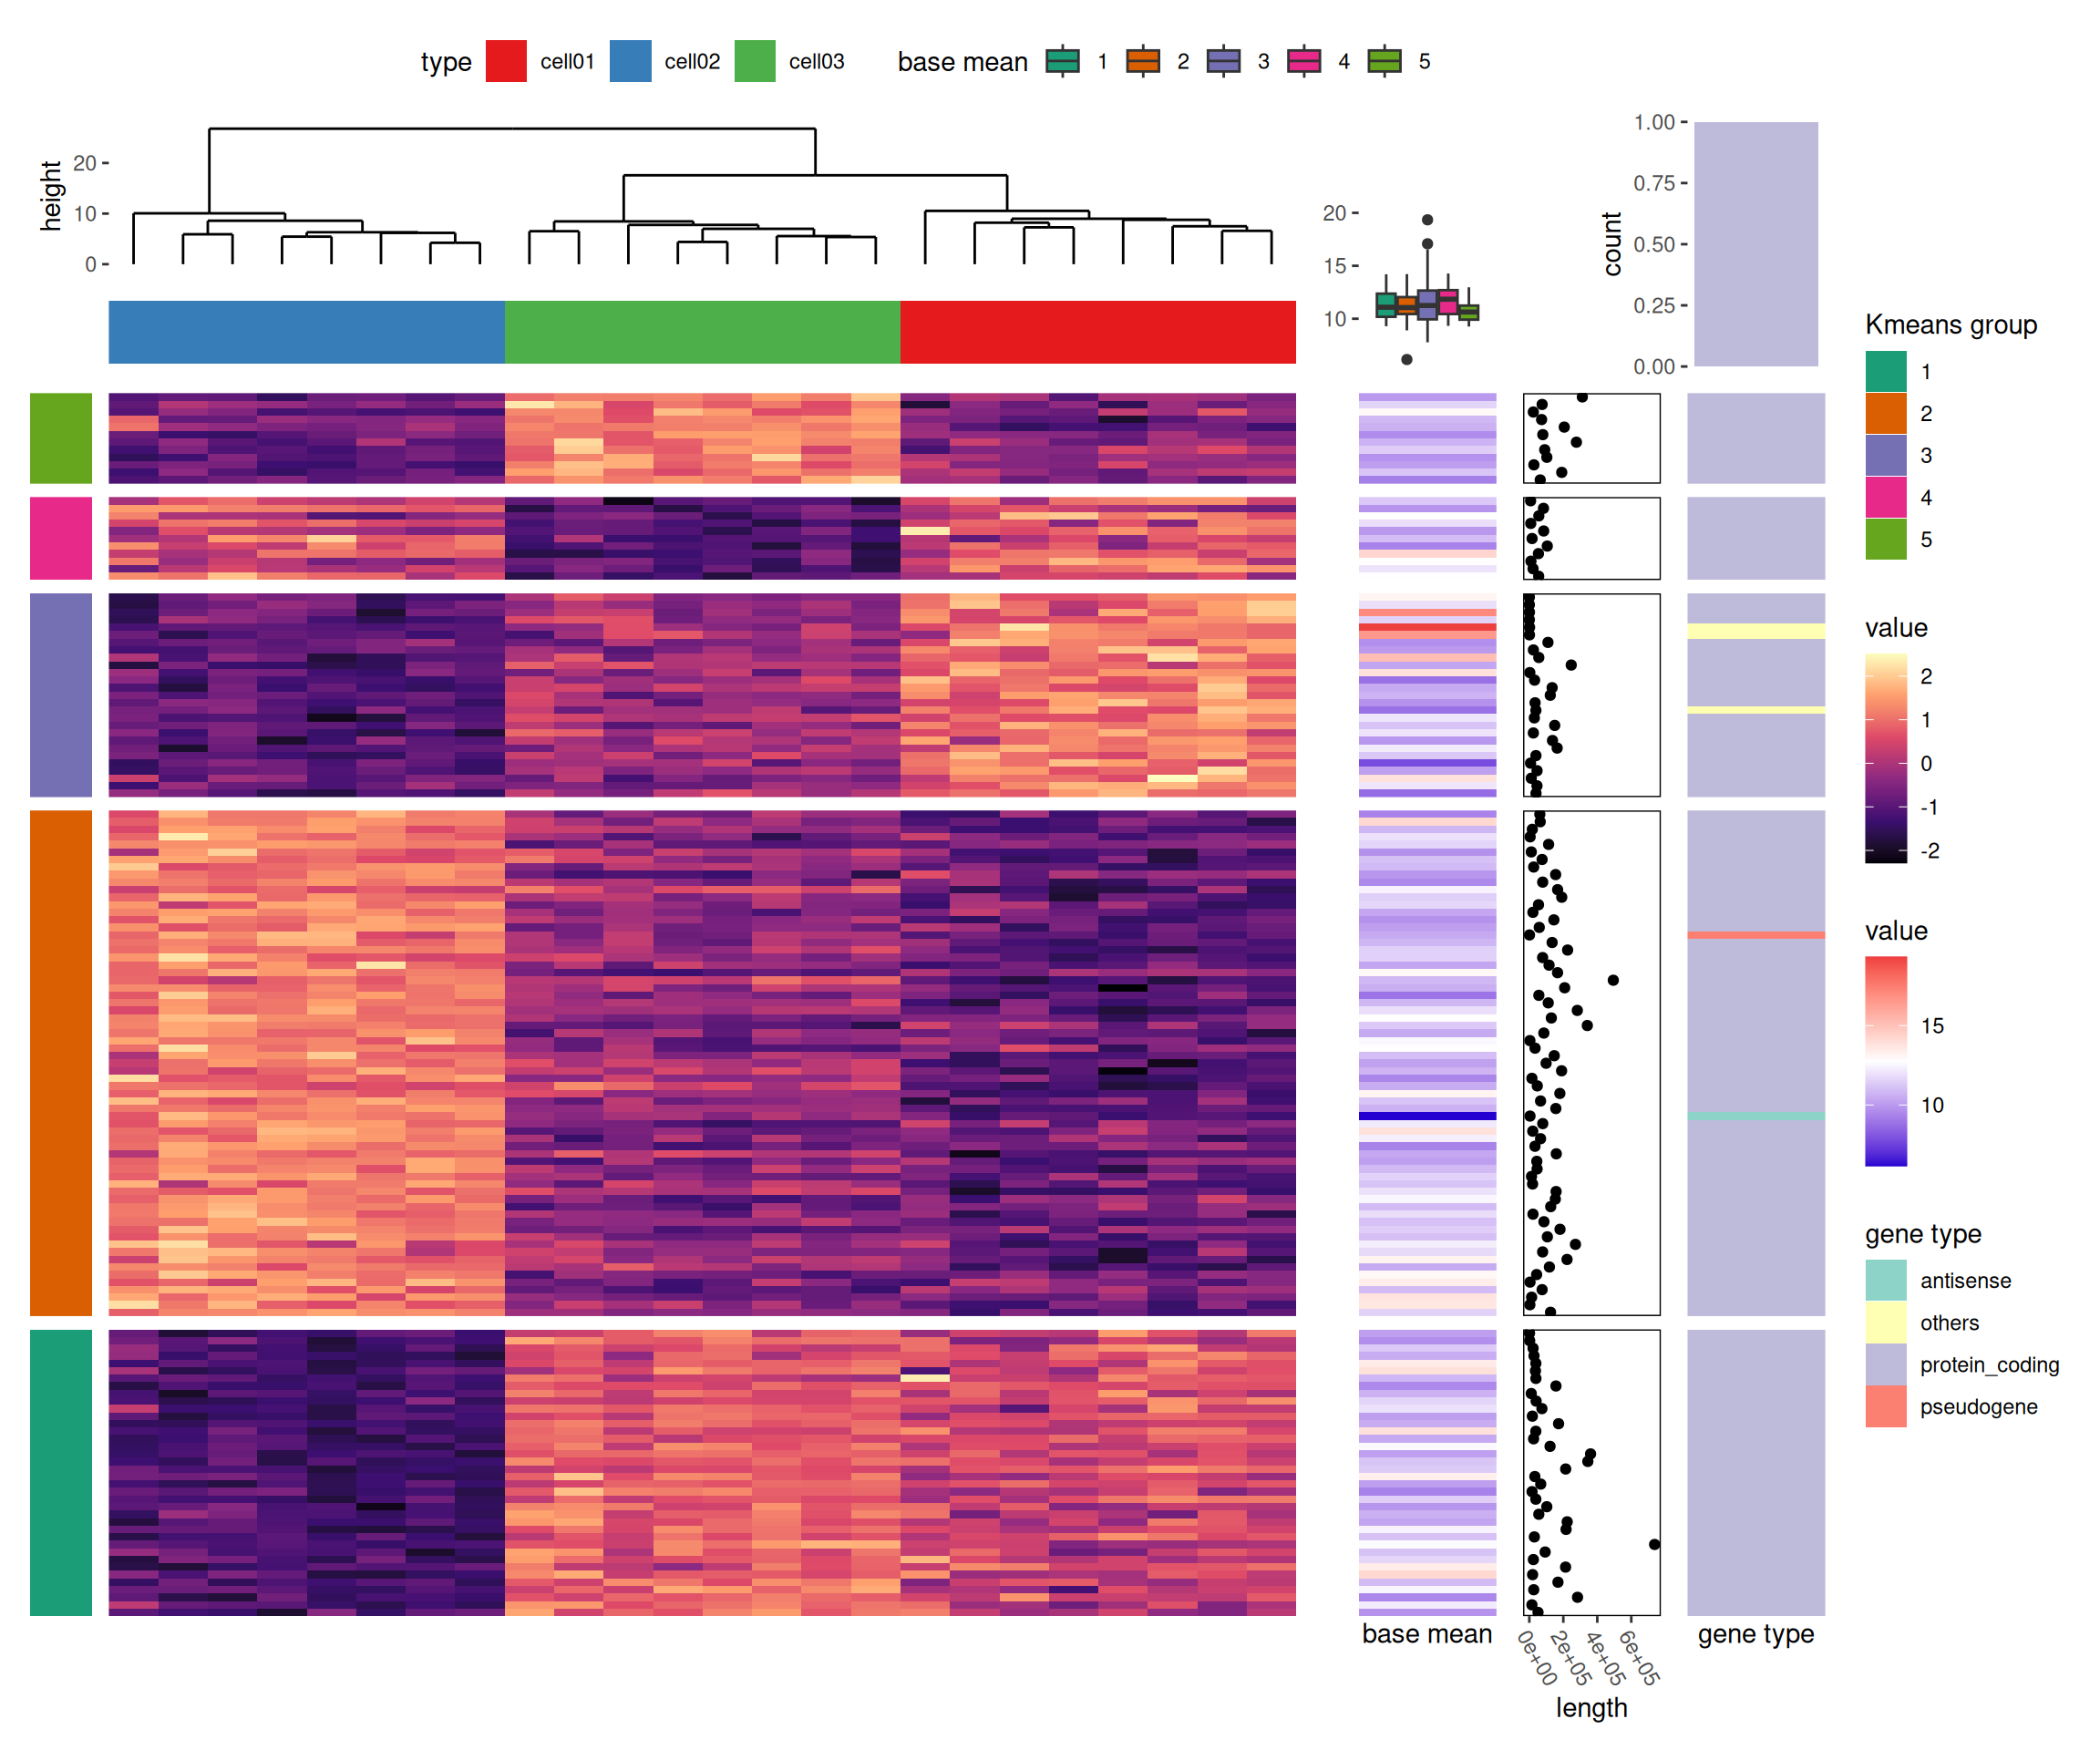 type cell01 cell02 cell03 base mean 1 2 3 4 5
height
20
10
0
20
15
10
count
1.00
0.75
0.50
0.25
0.00
Kmeans group
1
2
3
4
5
value
2
1
0
-1
-2
value
15
10
gene type
antisense
others
protein_coding
pseudogene
base mean
0e+00 2e+05 4e+05 6e+05
length
gene type